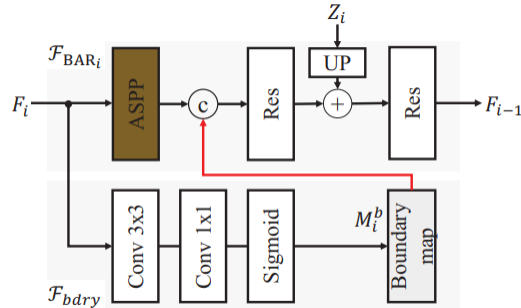 Z_i
F_BAR_i
UP
F_i
ASPP
c
Res
+
Res
F_{i-1}
Conv 3x3
Conv 1x1
Sigmoid
M_i^b
Boundary
map
F_bdry